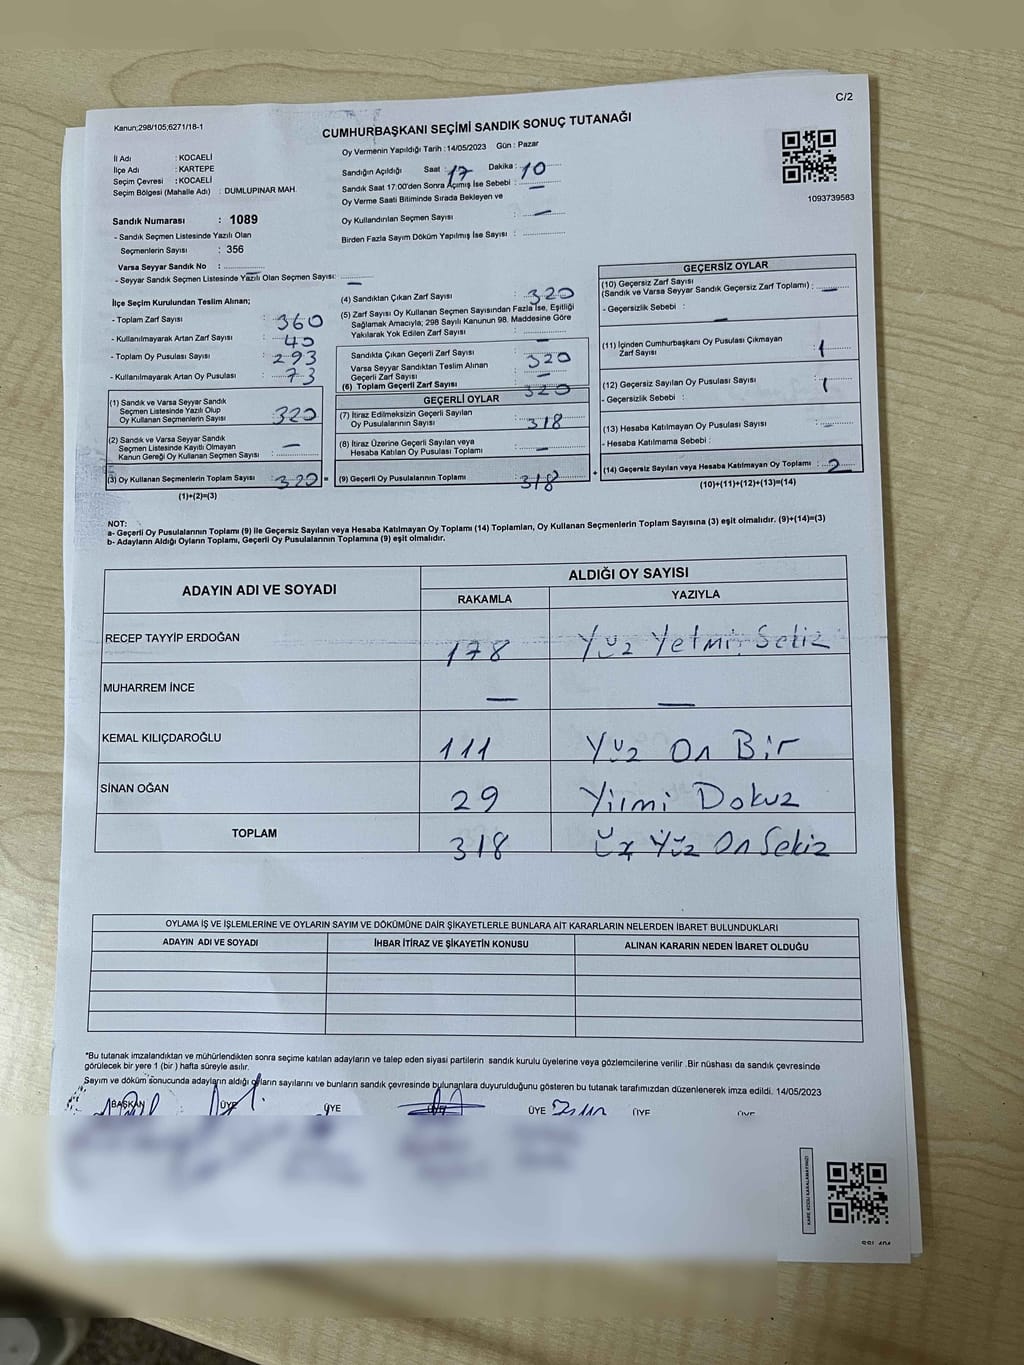 C/2
Kanun;298/105;6271/18-1
CUMHURBAŞKANI SEÇİMİ SANDIK SONUÇ TUTANAĞI
İl Adı : KOCAELİ
İlçe Adı : KARTEPE
Seçim Çevresi : KOCAELİ
Seçim Bölgesi (Mahalle Adı) : DUMLUPINAR MAH.
Sandık Numarası : 1089
- Sandık Seçmen Listesinde Yazılı Olan
Seçmenlerin Sayısı : 356
Varsa Seyyar Sandık No :
- Seyyar Sandık Seçmen Listesinde Yazılı Olan Seçmen Sayısı: —
Oy Vermenin Yapıldığı Tarih :14/05/2023 Gün : Pazar
Sandığın Açıldığı Saat : 17 Dakika : 10
Sandık Saat 17.00'den Sonra Açımış İse Sebebi : —
Oy Verme Saati Bitiminde Sırada Bekleyen ve
Oy Kullandırılan Seçmen Sayısı : —
Birden Fazla Sayım Döküm Yapılmış İse Sayısı :
1093739583
İlçe Seçim Kurulundan Teslim Alınan;
- Toplam Zarf Sayısı : 360
- Kullanılmayarak Artan Zarf Sayısı : 40
- Toplam Oy Pusulası Sayısı : 293
- Kullanılmayarak Artan Oy Pusulası : 73
(1) Sandık ve Varsa Seyyar Sandık
Seçmen Listesinde Yazılı Olup
Oy Kullanan Seçmenlerin Sayısı : 320
(2) Sandık ve Varsa Seyyar Sandık
Seçmen Listesinde Kayıtlı Olmayan
Kanun Gereği Oy Kullanan Seçmen Sayısı : —
(3) Oy Kullanan Seçmenlerin Toplam Sayısı : 320 =
(1)+(2)=(3)
(4) Sandıktan Çıkan Zarf Sayısı : 320
(5) Zarf Sayısı Oy Kullanan Seçmen Sayısından Fazla İse, Eşitliği
Sağlamak Amacıyla; 298 Sayılı Kanunun 98. Maddesine Göre
Yakılarak Yok Edilen Zarf Sayısı : —
Sandıkta Çıkan Geçerli Zarf Sayısı : 320
Varsa Seyyar Sandıktan Teslim Alınan
Geçerli Zarf Sayısı : —
(6) Toplam Geçerli Zarf Sayısı : 320
GEÇERLİ OYLAR
(7) İtiraz Edilmeksizin Geçerli Sayılan
Oy Pusulalarının Sayısı : 318
(8) İtiraz Üzerine Geçerli Sayılan veya
Hesaba Katılan Oy Pusulası Toplamı : —
(9) Geçerli Oy Pusulalarının Toplamı : 318 +
GEÇERSİZ OYLAR
(10) Geçersiz Zarf Sayısı
(Sandık ve Varsa Seyyar Sandık Geçersiz Zarf Toplamı) : —
- Geçersizlik Sebebi : —
(11) İçinden Cumhurbaşkanı Oy Pusulası Çıkmayan
Zarf Sayısı : 1
(12) Geçersiz Sayılan Oy Pusulası Sayısı : 1
- Geçersizlik Sebebi :
(13) Hesaba Katılmayan Oy Pusulası Sayısı : —
- Hesaba Katılmama Sebebi :
(14) Geçersiz Sayılan veya Hesaba Katılmayan Oy Toplamı : 2
(10)+(11)+(12)+(13)=(14)
NOT:
a- Geçerli Oy Pusulalarının Toplamı (9) ile Geçersiz Sayılan veya Hesaba Katılmayan Oy Toplamı (14) Toplamları, Oy Kullanan Seçmenlerin Toplam Sayısına (3) eşit olmalıdır. (9)+(14)=(3)
b- Adayların Aldığı Oyların Toplamı, Geçerli Oy Pusulalarının Toplamına (9) eşit olmalıdır.
ADAYIN ADI VE SOYADI ALDIĞI OY SAYISI
RAKAMLA YAZIYLA
RECEP TAYYİP ERDOĞAN 178 Yüz Yetmiş Sekiz
MUHARREM İNCE — —
KEMAL KILIÇDAROĞLU 111 Yüz On Bir
SİNAN OĞAN 29 Yirmi Dokuz
TOPLAM 318 Üç Yüz On Sekiz
OYLAMA İŞ VE İŞLEMLERİNE VE OYLARIN SAYIM VE DÖKÜMÜNE DAİR ŞİKAYETLERLE BUNLARA AİT KARARLARIN NELERDEN İBARET BULUNDUKLARI
ADAYIN ADI VE SOYADI İHBAR İTİRAZ VE ŞİKAYETİN KONUSU ALINAN KARARIN NEDEN İBARET OLDUĞU
*Bu tutanak imzalandıktan ve mühürlendikten sonra seçime katılan adayların ve talep eden siyasi partilerin sandık kurulu üyelerine veya gözlemcilerine verilir .Bir nüshası da sandık çevresinde
görülecek bir yere 1 (bir ) hafta süreyle asılır.
Sayım ve döküm sonucunda adayların aldığı oyların sayılarını ve bunların sandık çevresinde bulunanlara duyurulduğunu gösteren bu tutanak tarafımızdan düzenlenerek imza edildi. 14/05/2023
BAŞKAN ÜYE ÜYE ÜYE ÜYE ÜYE ÜYE
KARE KODU KARALAMAYINIZ!